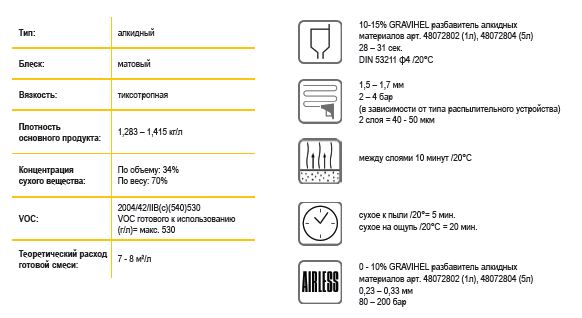 Тип: алкидный
Блеск: матовый
Вязкость: тиксотропная
Плотность
основного продукта: 1,283 – 1,415 кг/л
Концентрация
сухого вещества:
По объему: 34%
По весу: 70%
VOC:
2004/42/IIB(c)(540)530
VOC готового к использованию
(г/л)= макс. 530
Теоретический расход
готовой смеси: 7 - 8 м²/л
10-15% GRAVIHEL разбавитель алкидных
материалов арт. 48072802 (1л), 48072804 (5л)
28 – 31 сек.
DIN 53211 ф4 /20°C
1,5 – 1,7 мм
2 – 4 бар
(в зависимости от типа распылительного устройства)
2 слоя = 40 - 50 мкм
между слоями 10 минут /20°C
сухое к пыли /20°= 5 мин.
сухое на ощупь /20°C = 20 мин.
AIRLESS
0 - 10% GRAVIHEL разбавитель алкидных
материалов арт. 48072802 (1л), 48072804 (5л)
0,23 – 0,33 мм
80 – 200 бар